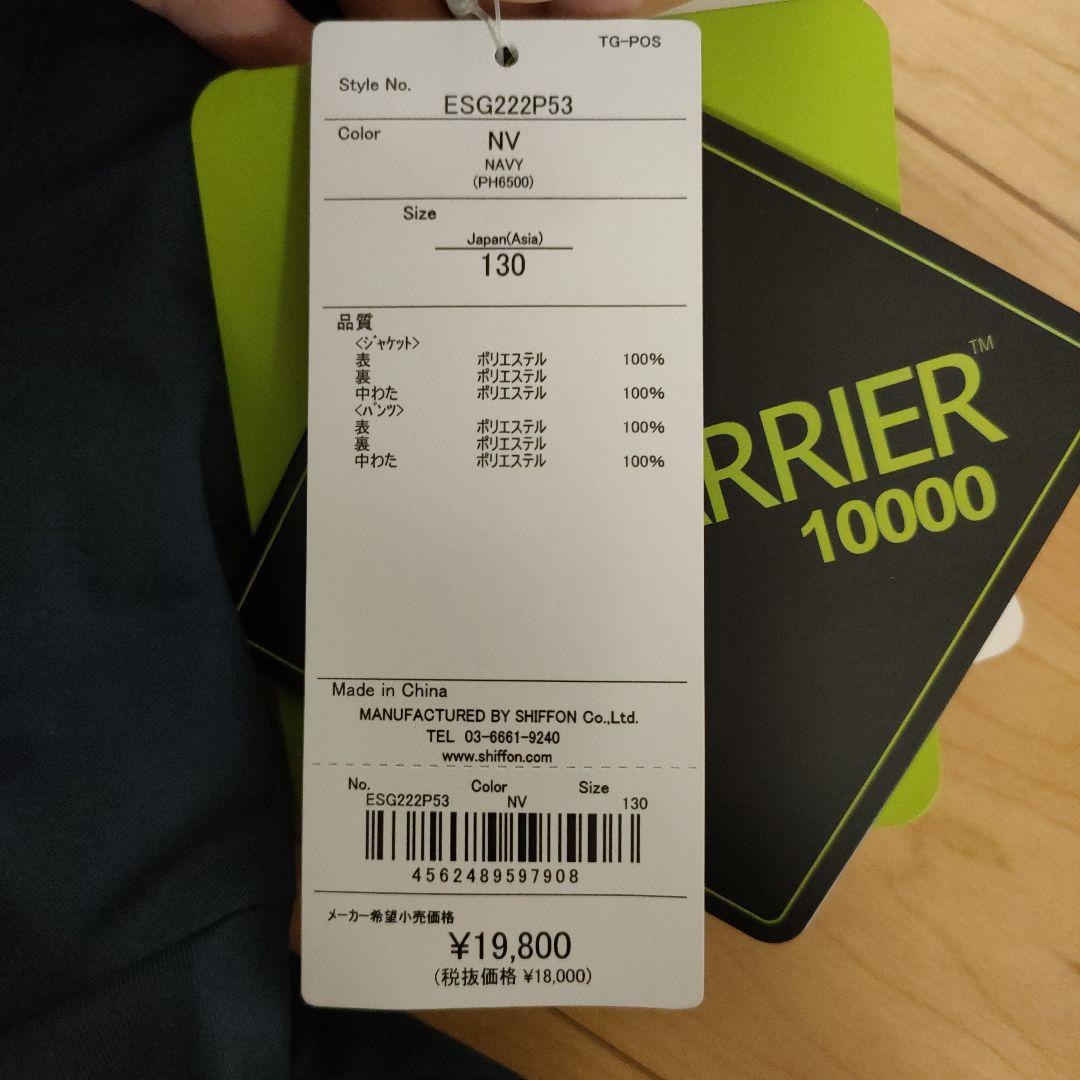 TG-POS
Style No.
ESG222P53
Color
NV
NAVY
(PH6500)
Size
Japan(Asia)
130
品質
<ジャケット>
表 ポリエステル 100%
裏 ポリエステル
中わた ポリエステル 100%
<パンツ>
表 ポリエステル 100%
裏 ポリエステル
中わた ポリエステル 100%
Made in China
MANUFACTURED BY SHIFFON Co.,Ltd.
TEL 03-6661-9240
www.shiffon.com
No. Color Size
ESG222P53 NV 130
4562489597908
メーカー希望小売価格
¥19,800
(税抜価格 ¥18,000)
RRIER™
10000